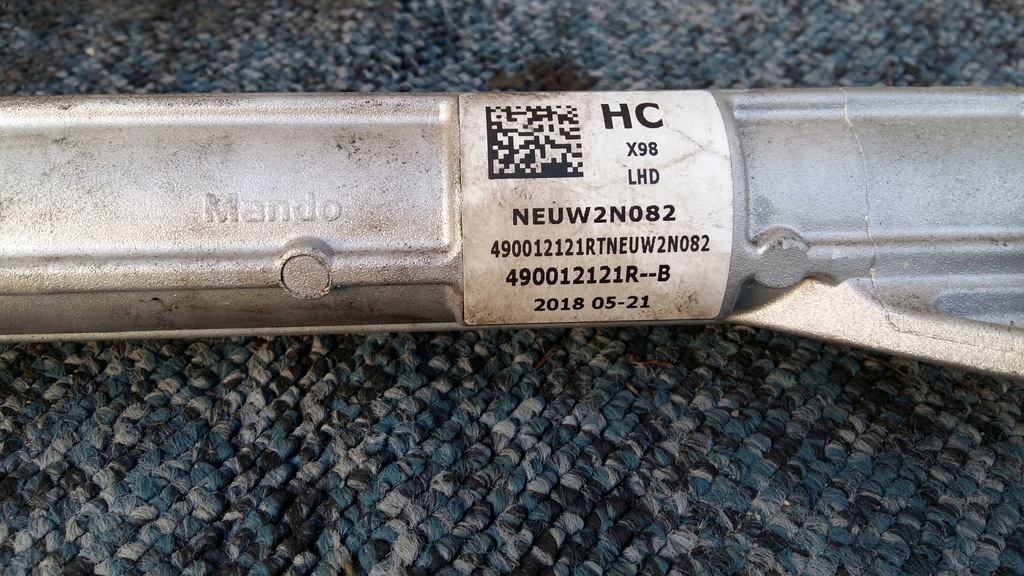 Mando
HC
X98
LHD
NEUW2N082
490012121RTNEUW2N082
490012121R--B
2018 05-21